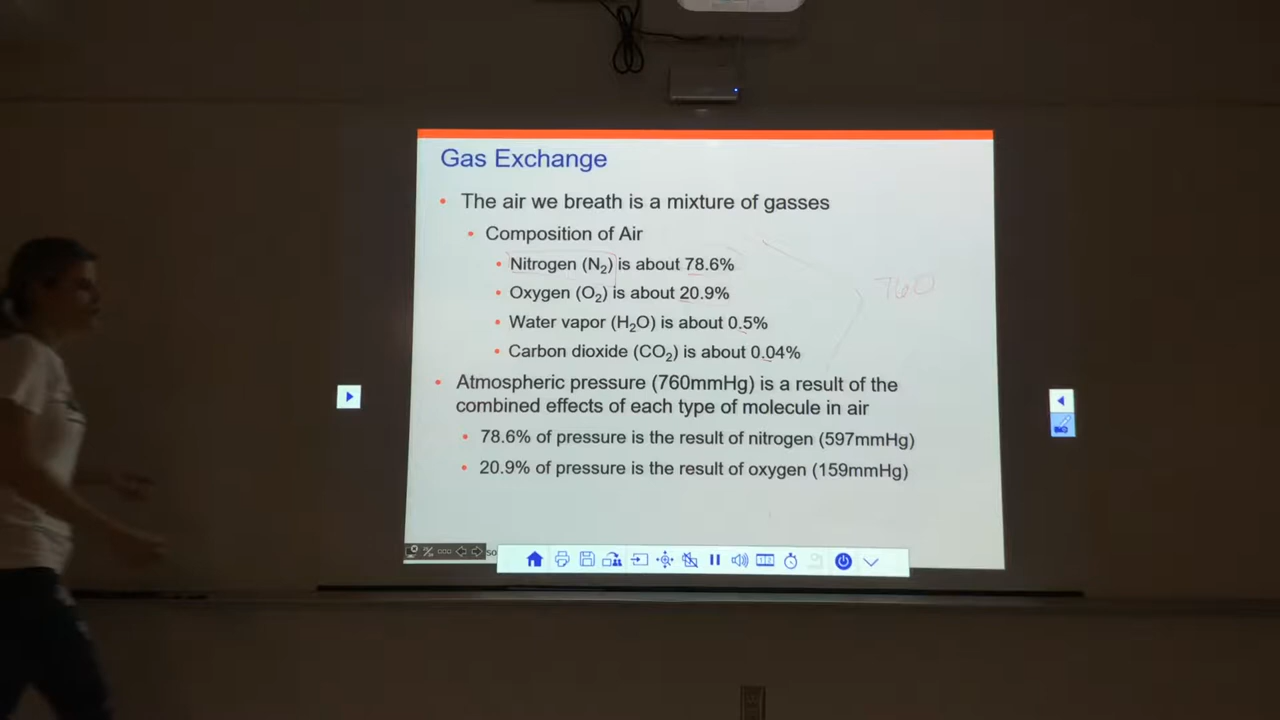 Gas Exchange
• The air we breath is a mixture of gasses
• Composition of Air
• Nitrogen (N₂) is about 78.6%
• Oxygen (O₂) is about 20.9%
760
• Water vapor (H₂O) is about 0.5%
• Carbon dioxide (CO₂) is about 0.04%
• Atmospheric pressure (760mmHg) is a result of the
combined effects of each type of molecule in air
• 78.6% of pressure is the result of nitrogen (597mmHg)
• 20.9% of pressure is the result of oxygen (159mmHg)
so